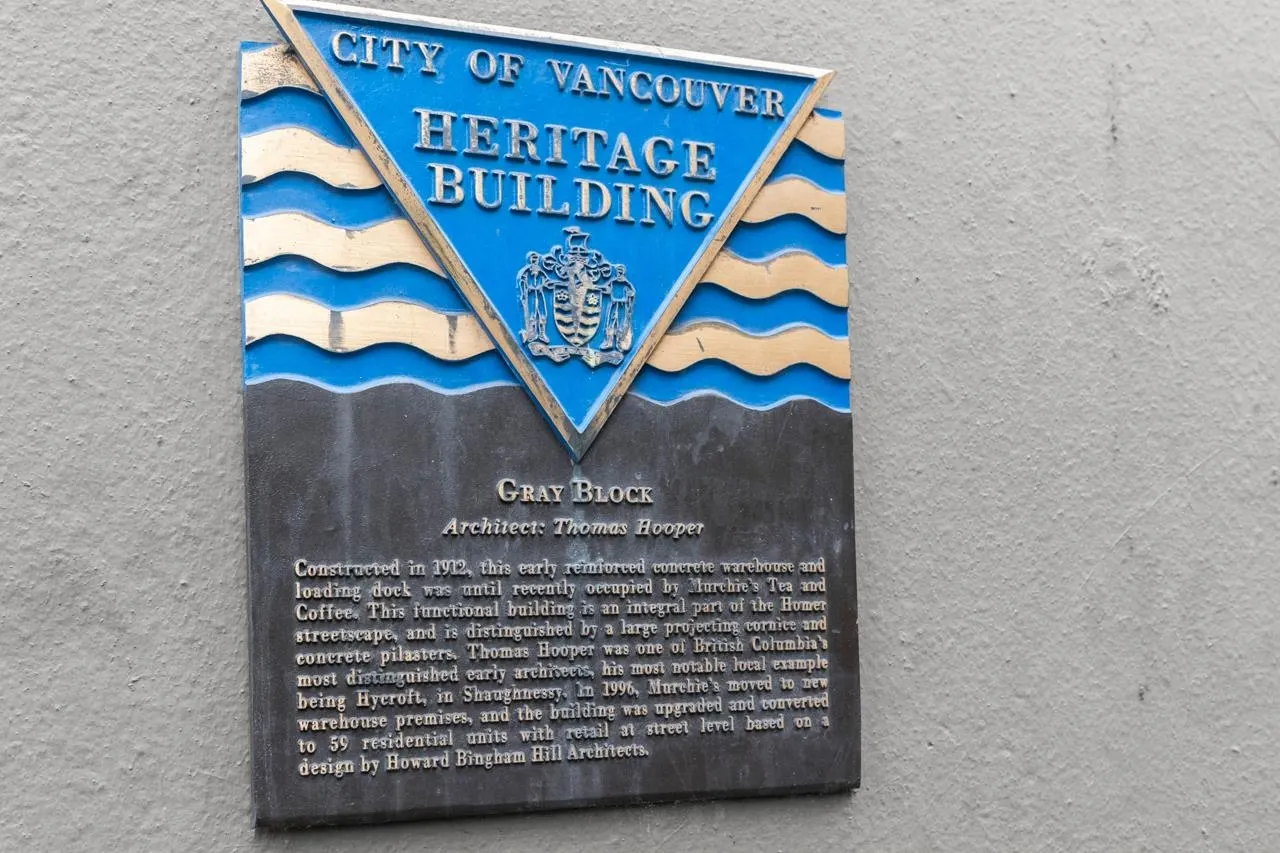 CITY OF VANCOUVER
HERITAGE
BUILDING
GRAY BLOCK
Architect: Thomas Hooper
Constructed in 1912, this early reinforced concrete warehouse and
loading dock was until recently occupied by Murchie's Tea and
Coffee. This functional building is an integral part of the Homer
streetscape, and is distinguished by a large projecting cornice and
concrete pilasters. Thomas Hooper was one of British Columbia's
most distinguished early architects, his most notable local example
being Hycroft, in Shaughnessy. In 1996, Murchie's moved to new
warehouse premises, and the building was upgraded and converted
to 59 residential units with retail at street level based on a
design by Howard Bingham Hill Architects.